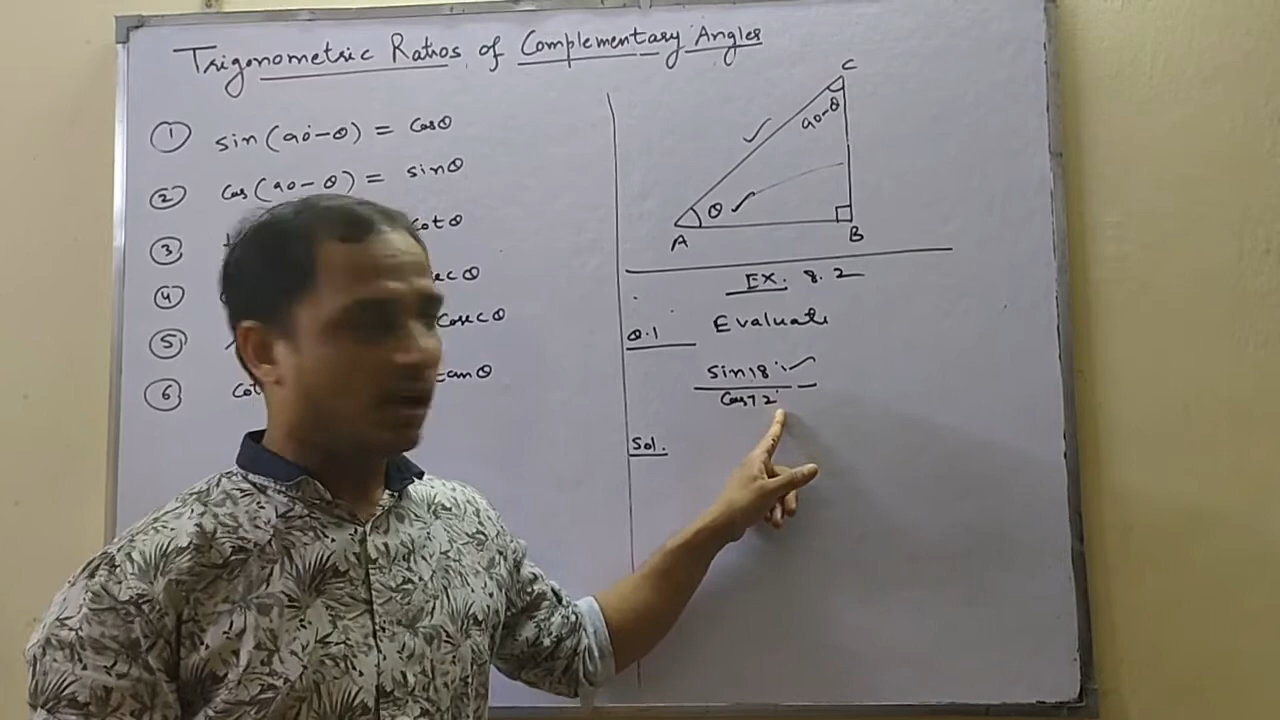 Trigonometric Ratios of Complementary Angles
① sin(90°-θ) = cosθ
② cos(90-θ) = sinθ
③ cotθ
④ θ
⑤ cosecθ
⑥ cot tanθ
C
90-θ
θ
A
B
EX. 8.2
Q.1 Evaluate
sin18°
cos72°
Sol.